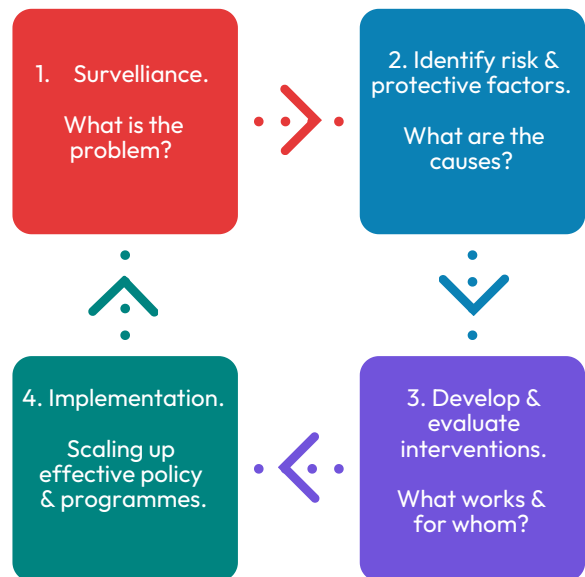 1. Survelliance.
What is the
problem?
2. Identify risk &
protective factors.
What are the
causes?
3. Develop &
evaluate
interventions.
What works &
for whom?
4. Implementation.
Scaling up
effective policy
& programmes.